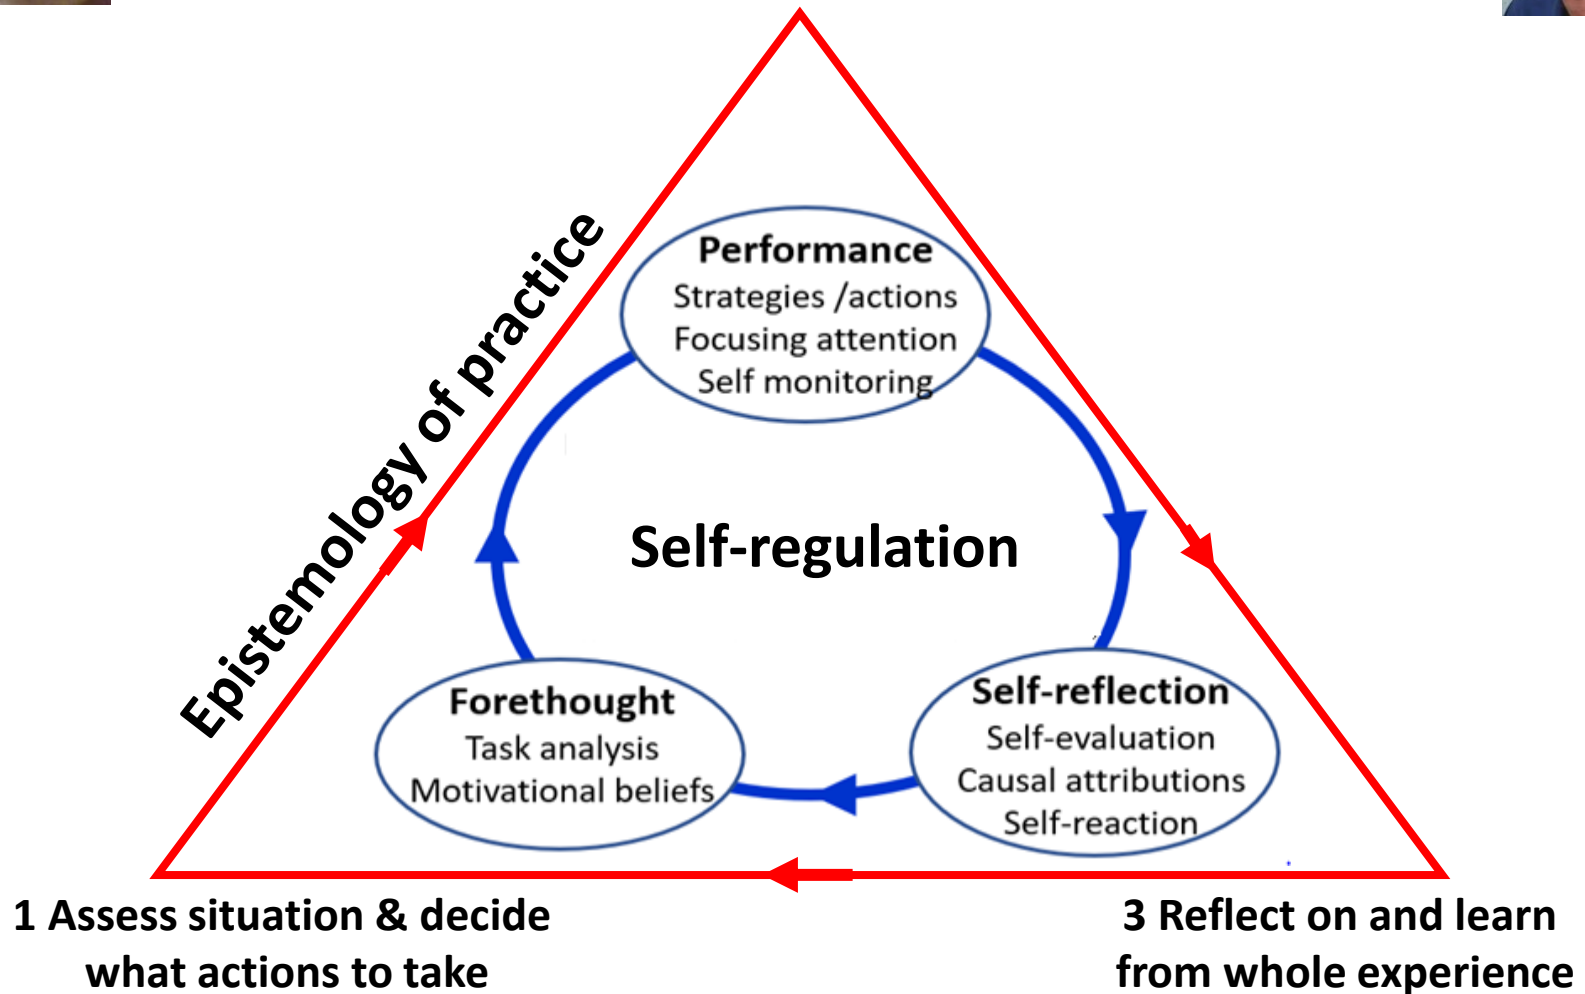 Epistemology of practice
Performance
Strategies /actions
Focusing attention
Self monitoring
Self-regulation
Forethought
Task analysis
Motivational beliefs
Self-reflection
Self-evaluation
Causal attributions
Self-reaction
1 Assess situation & decide
what actions to take
3 Reflect on and learn
from whole experience